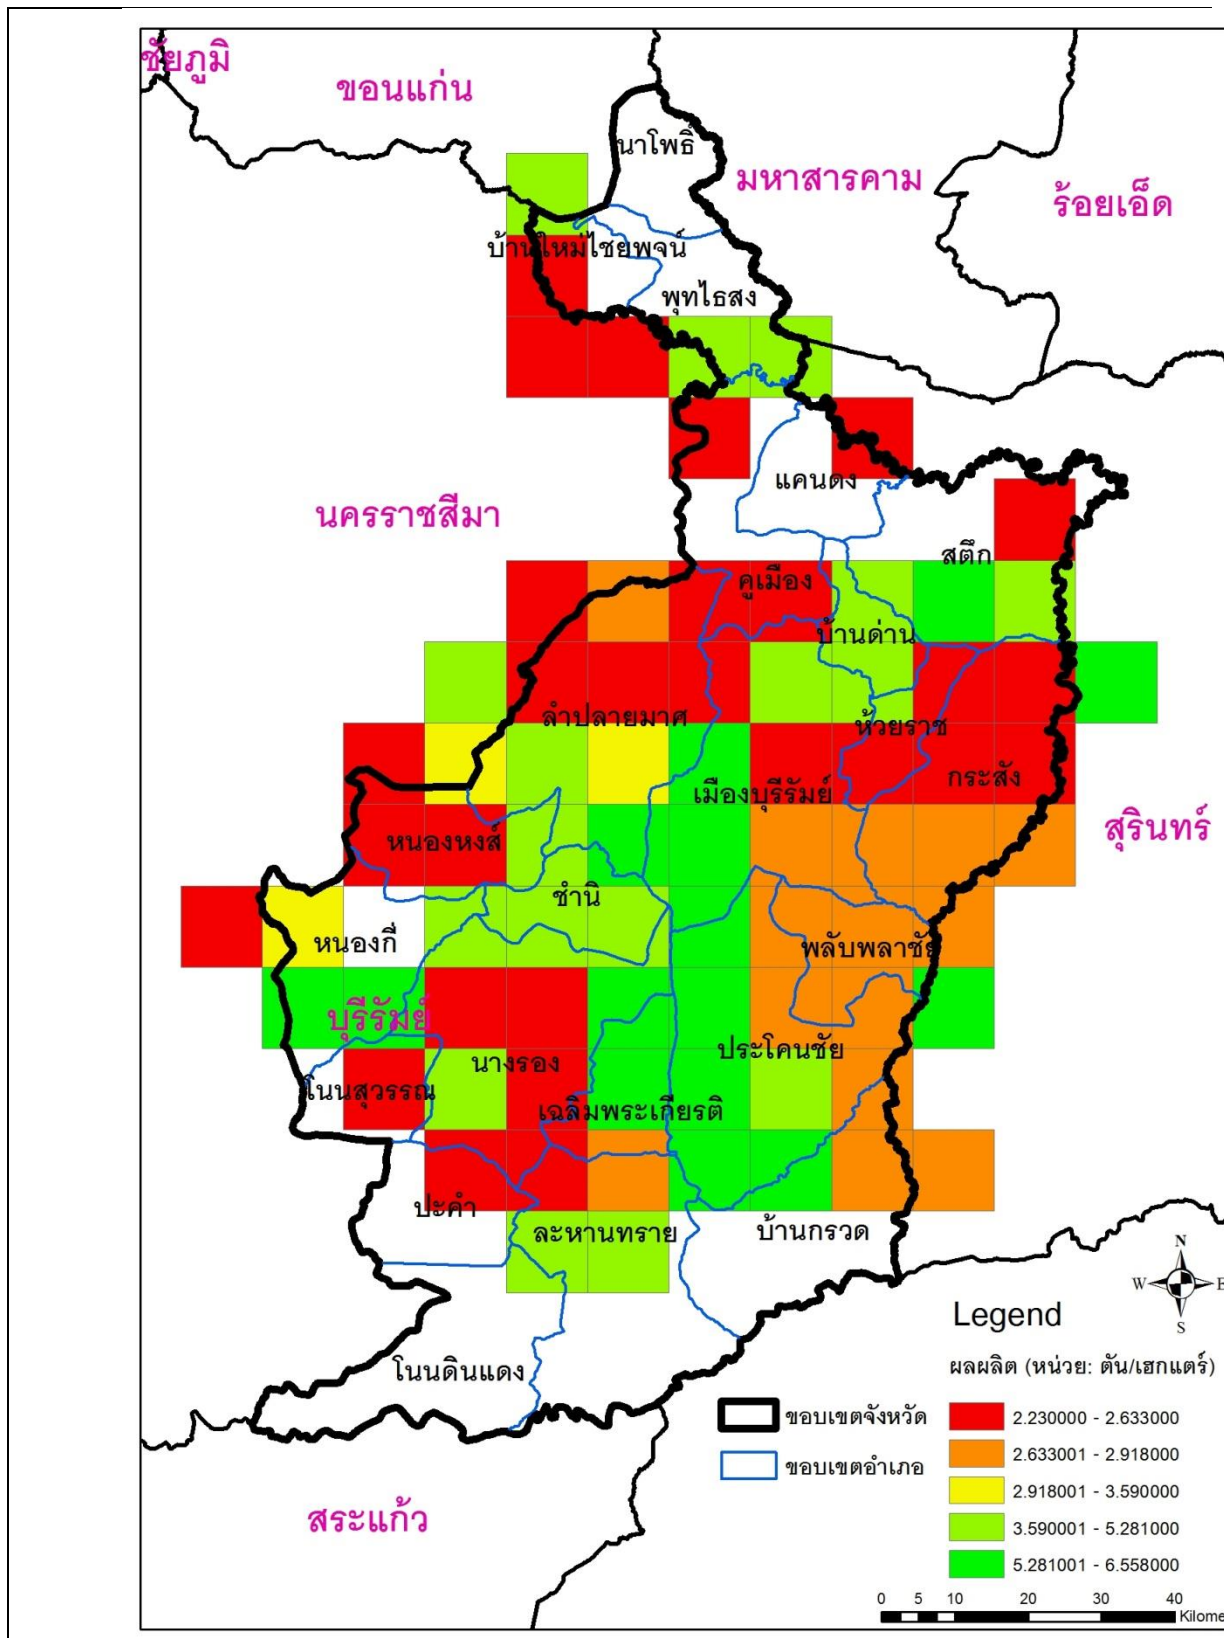 ชัยภูมิ
ขอนแก่น
นาโพธิ์
มหาสารคาม
ร้อยเอ็ด
บ้านใหม่ไชยพจน์
พุทไธสง
แคนดง
นครราชสีมา
สตึก
คูเมือง
บ้านด่าน
ลำปลายมาศ
ห้วยราช
กระสัง
เมืองบุรีรัมย์
สุรินทร์
หนองหงส์
ชำนิ
หนองกี่
พลับพลาชัย
บุรีรัมย์
ประโคนชัย
นางรอง
โนนสุวรรณ
เฉลิมพระเกียรติ
ปะคำ
ละหานทราย
บ้านกรวด
N
W E
S
Legend
โนนดินแดง
ผลผลิต (หน่วย: ตัน/เฮกแตร์)
ขอบเขตจังหวัด
2.230000 - 2.633000
ขอบเขตอำเภอ
2.633001 - 2.918000
2.918001 - 3.590000
สระแก้ว
3.590001 - 5.281000
5.281001 - 6.558000
0 5 10 20 30 40
Kilome